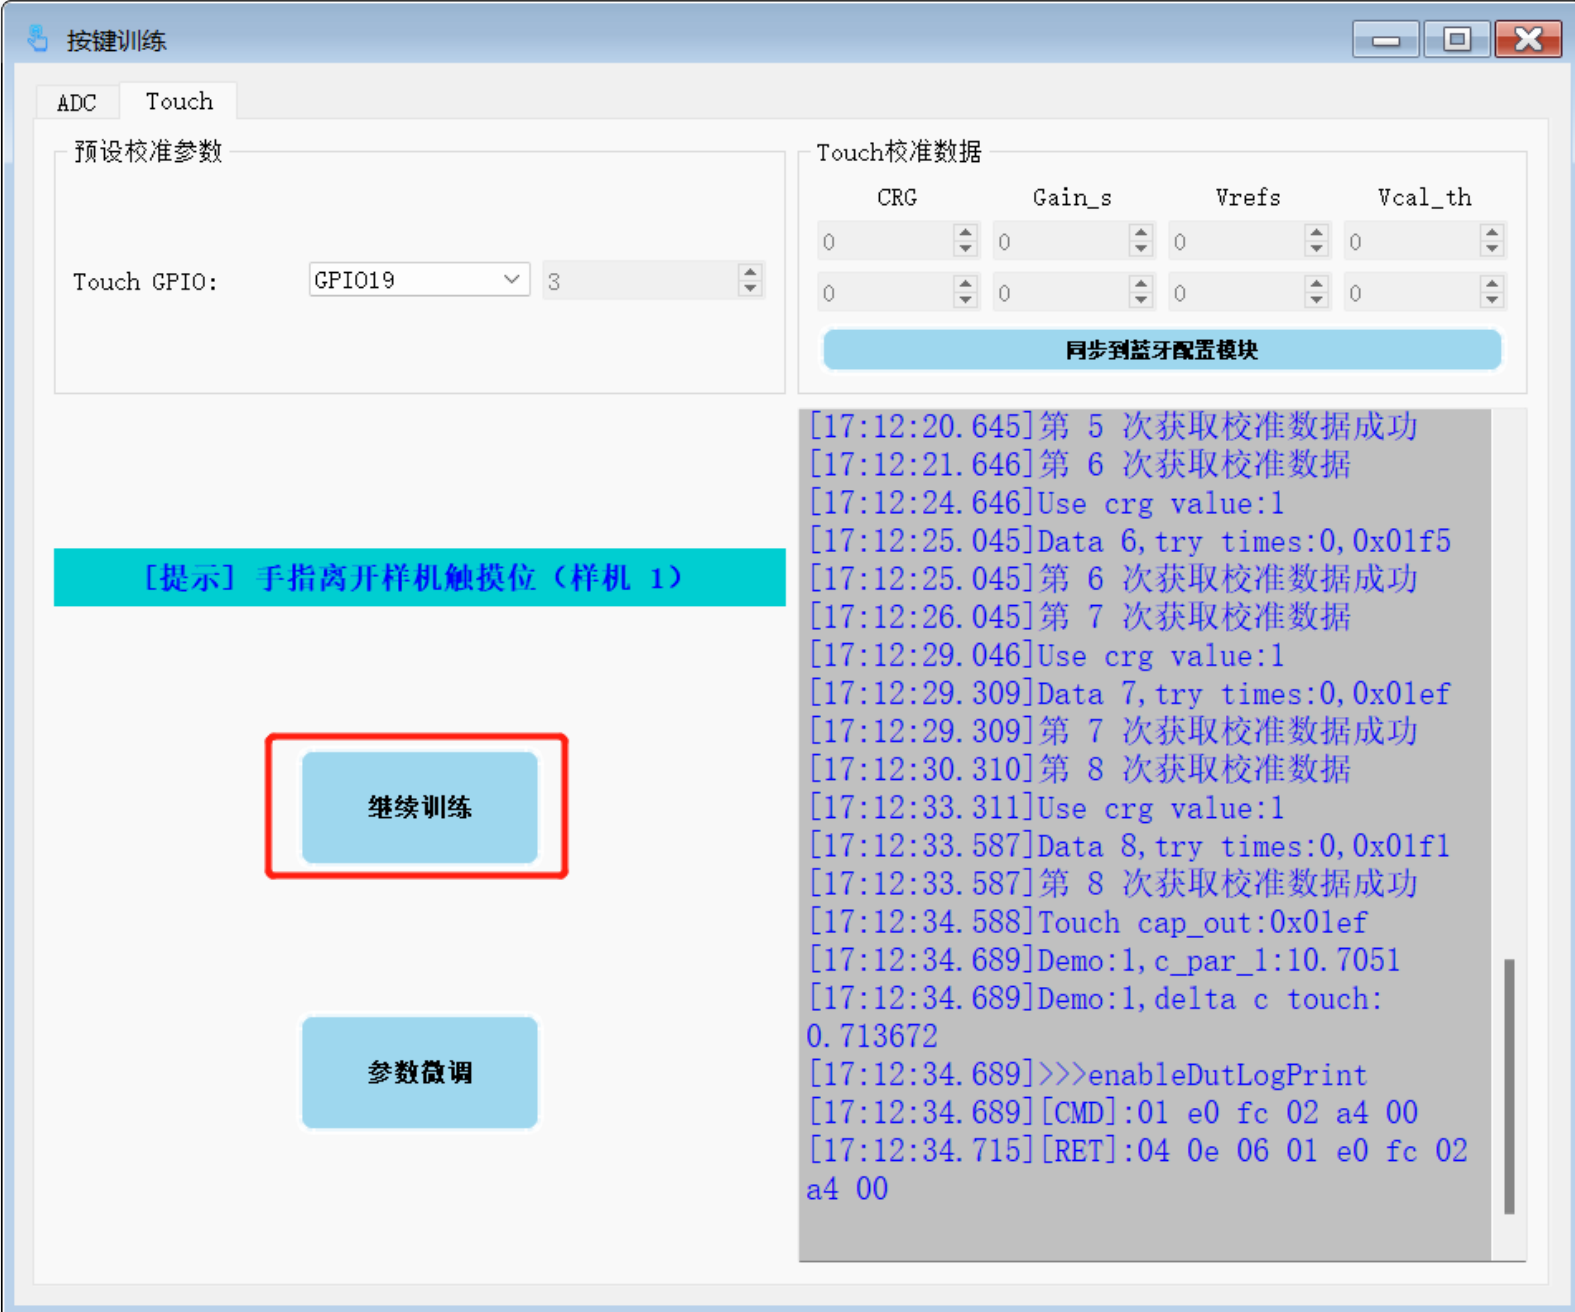 按键训练
ADC
Touch
预设校准参数
Touch GPIO:
GPIO19
3
Touch校准数据
CRG Gain_s Vrefs Vcal_th
0 0 0 0
0 0 0 0
同步到蓝牙配置模块
[提示] 手指离开样机触摸位（样机 1）
继续训练
参数微调
[17:12:20.645]第 5 次获取校准数据成功
[17:12:21.646]第 6 次获取校准数据
[17:12:24.646]Use crg value:1
[17:12:25.045]Data 6,try times:0,0x01f5
[17:12:25.045]第 6 次获取校准数据成功
[17:12:26.045]第 7 次获取校准数据
[17:12:29.046]Use crg value:1
[17:12:29.309]Data 7,try times:0,0x01ef
[17:12:29.309]第 7 次获取校准数据成功
[17:12:30.310]第 8 次获取校准数据
[17:12:33.311]Use crg value:1
[17:12:33.587]Data 8,try times:0,0x01f1
[17:12:33.587]第 8 次获取校准数据成功
[17:12:34.588]Touch cap_out:0x01ef
[17:12:34.689]Demo:1,c_par_1:10.7051
[17:12:34.689]Demo:1,delta c touch:
0.713672
[17:12:34.689]>>>enableDutLogPrint
[17:12:34.689][CMD]:01 e0 fc 02 a4 00
[17:12:34.715][RET]:04 0e 06 01 e0 fc 02
a4 00